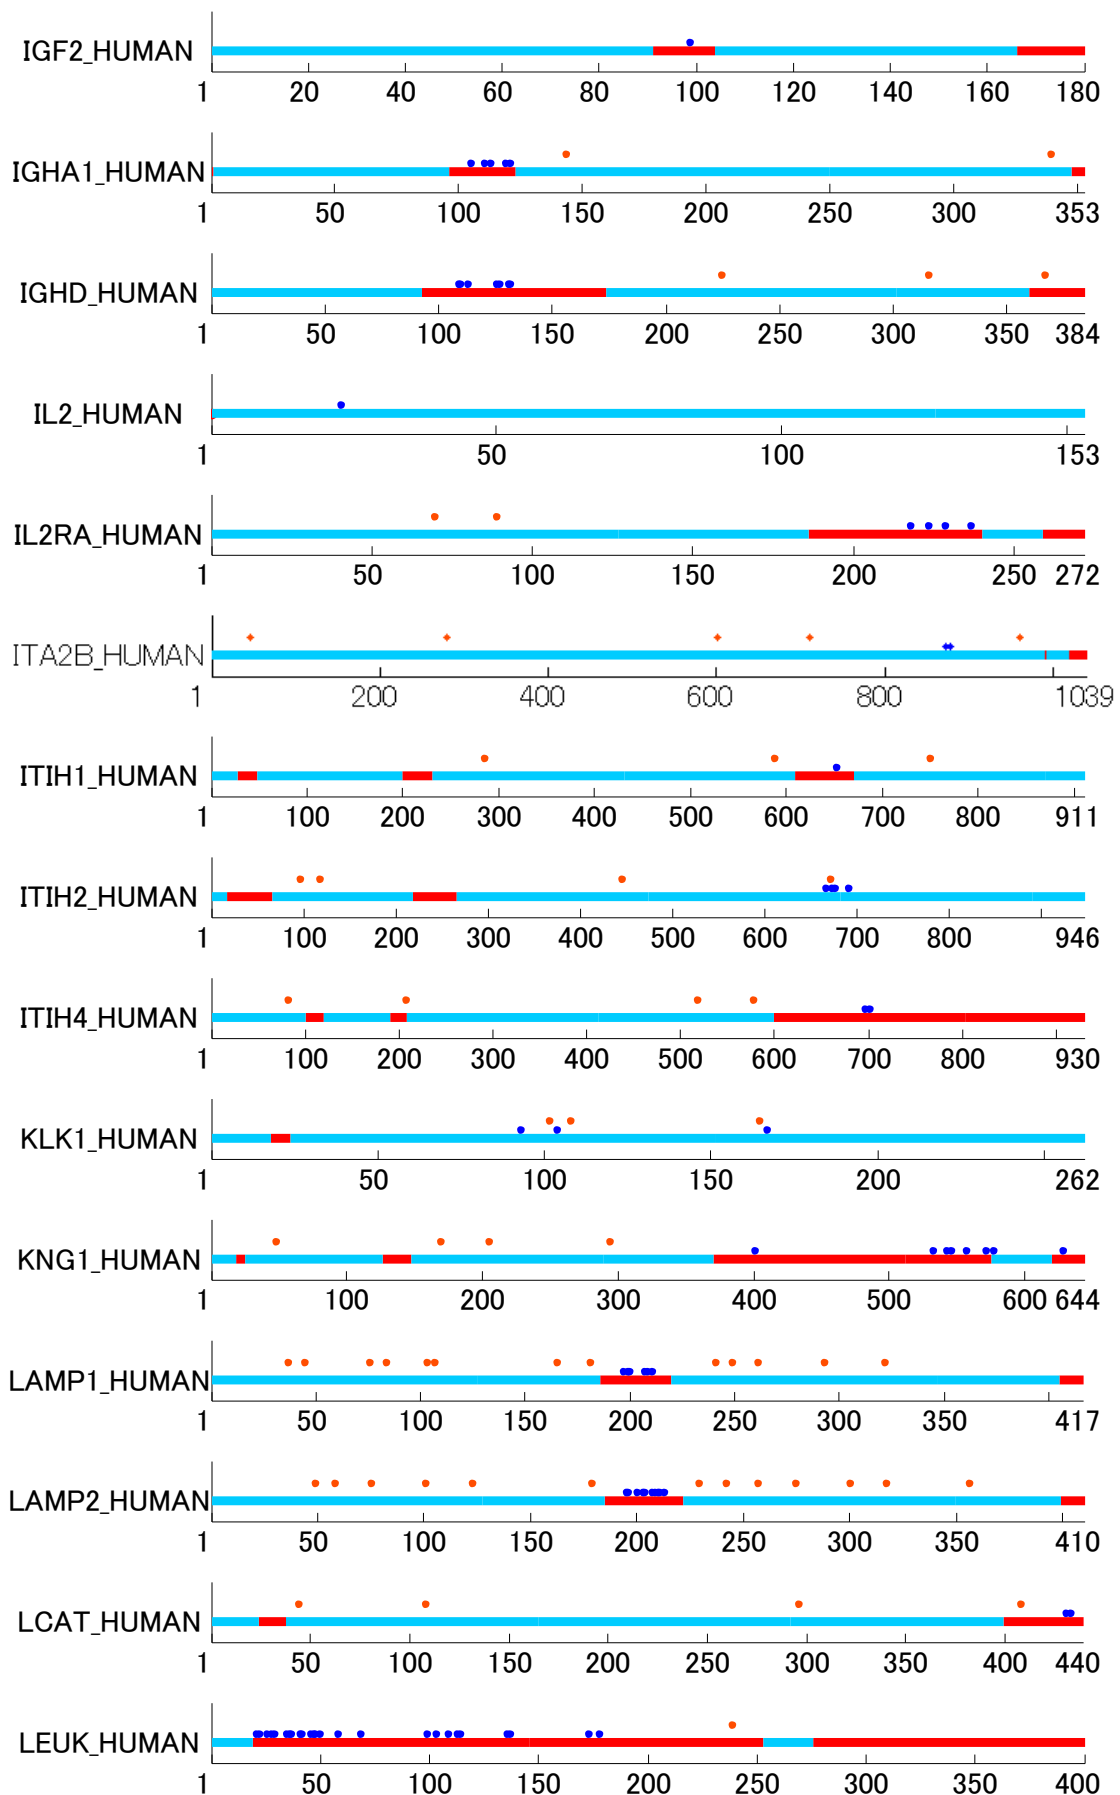 IGF2_HUMAN
1 20 40 60 80 100 120 140 160 180
IGHA1_HUMAN
1 50 100 150 200 250 300 353
IGHD_HUMAN
1 50 100 150 200 250 300 350 384
IL2_HUMAN
1 50 100 153
IL2RA_HUMAN
1 50 100 150 200 250 272
ITA2B_HUMAN
1 200 400 600 800 1039
ITIH1_HUMAN
1 100 200 300 400 500 600 700 800 911
ITIH2_HUMAN
1 100 200 300 400 500 600 700 800 946
ITIH4_HUMAN
1 100 200 300 400 500 600 700 800 930
KLK1_HUMAN
1 50 100 150 200 262
KNG1_HUMAN
1 100 200 300 400 500 600 644
LAMP1_HUMAN
1 50 100 150 200 250 300 350 417
LAMP2_HUMAN
1 50 100 150 200 250 300 350 410
LCAT_HUMAN
1 50 100 150 200 250 300 350 400 440
LEUK_HUMAN
1 50 100 150 200 250 300 350 400